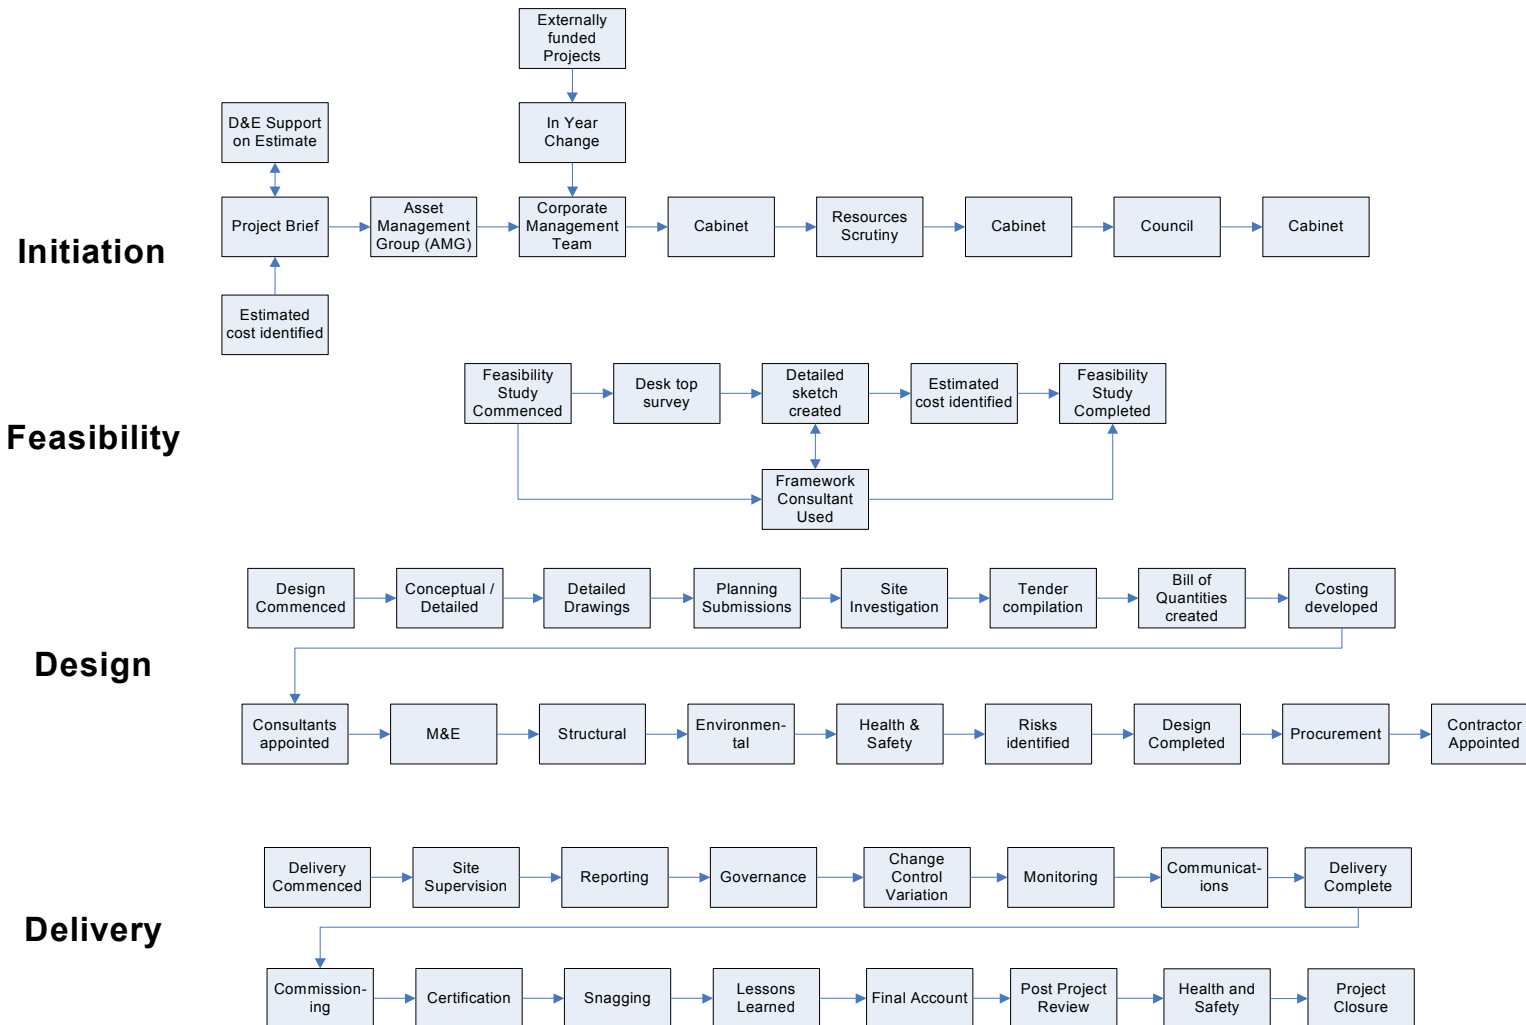 Externally
funded
Projects
D&E Support
on Estimate
In Year
Change
Initiation
Project Brief
Asset
Management
Group (AMG)
Corporate
Management
Team
Cabinet
Resources
Scrutiny
Cabinet
Council
Cabinet
Estimated
cost identified
Feasibility
Feasibility
Study
Commenced
Desk top
survey
Detailed
sketch
created
Estimated
cost identified
Feasibility
Study
Completed
Framework
Consultant
Used
Design
Design
Commenced
Conceptual /
Detailed
Detailed
Drawings
Planning
Submissions
Site
Investigation
Tender
compilation
Bill of
Quantities
created
Costing
developed
Consultants
appointed
M&E
Structural
Environmen-
tal
Health &
Safety
Risks
identified
Design
Completed
Procurement
Contractor
Appointed
Delivery
Delivery
Commenced
Site
Supervision
Reporting
Governance
Change
Control
Variation
Monitoring
Communicat-
ions
Delivery
Complete
Commission-
ing
Certification
Snagging
Lessons
Learned
Final Account
Post Project
Review
Health and
Safety
Project
Closure